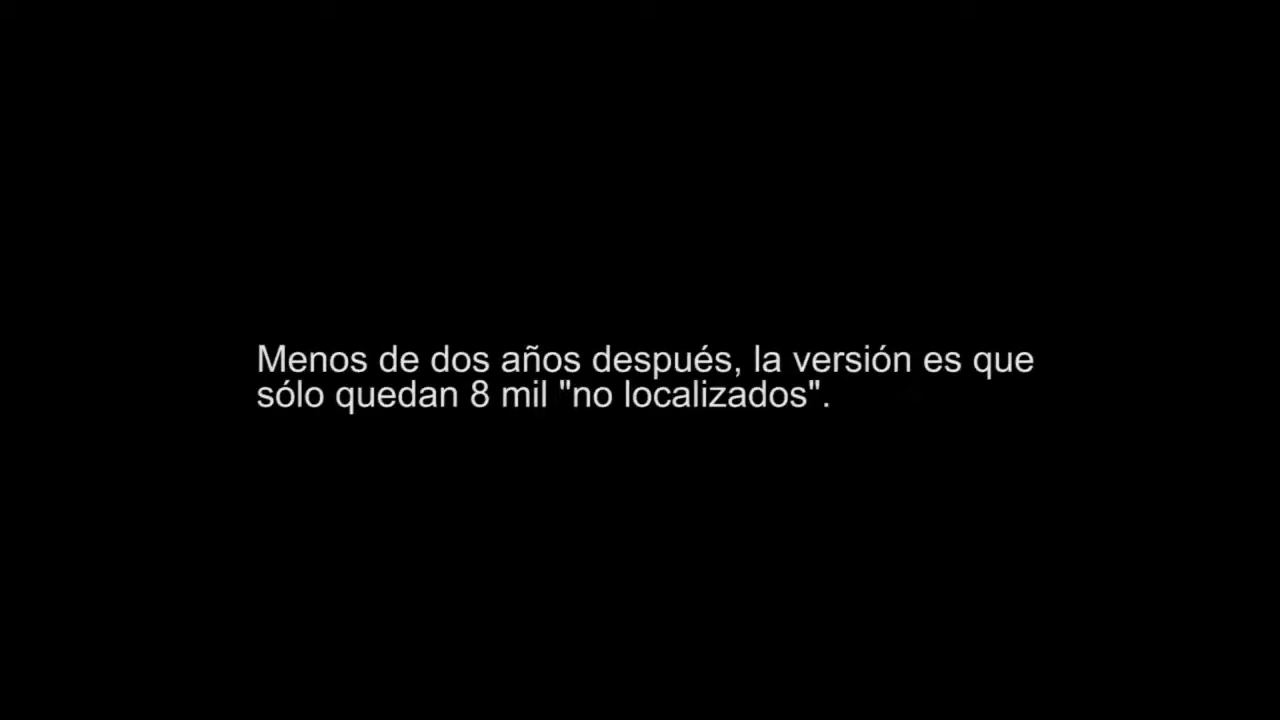 Menos de dos años después, la versión es que
sólo quedan 8 mil "no localizados".